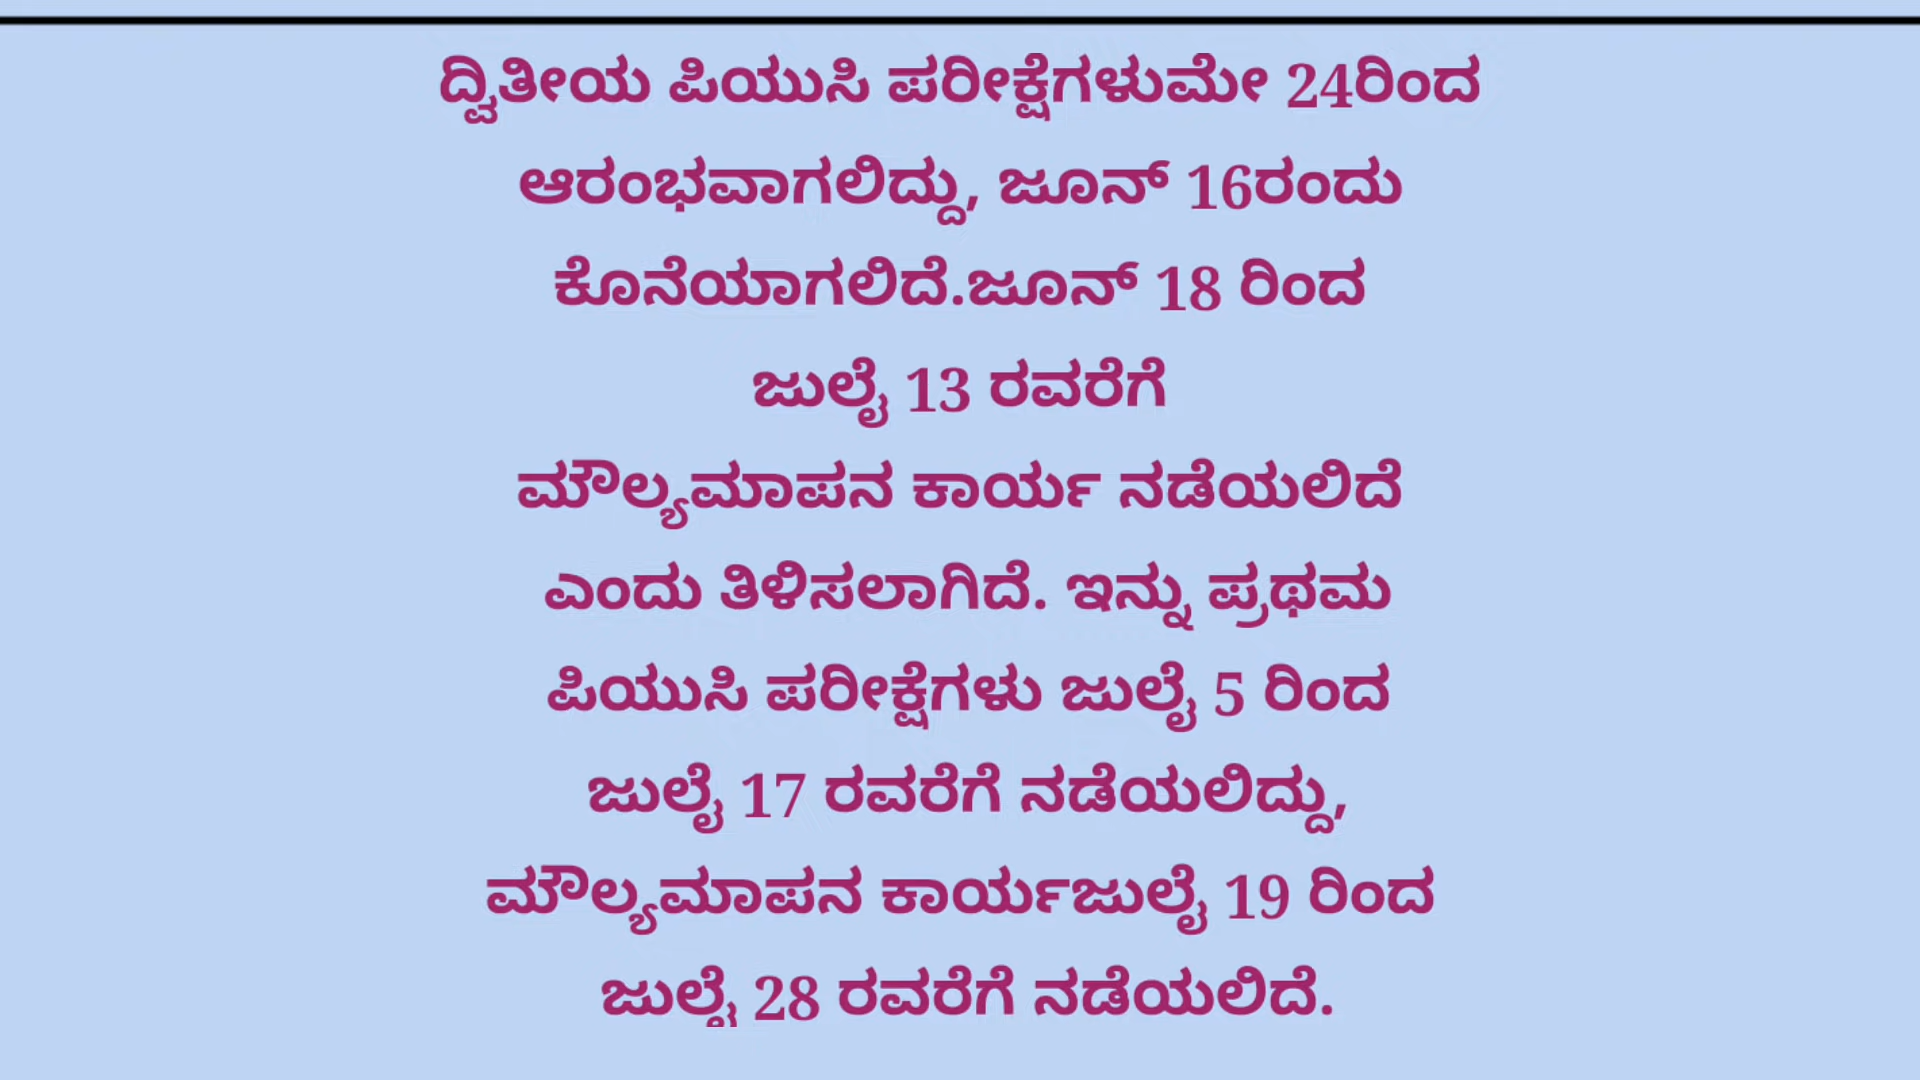 ದ್ವಿತೀಯ ಪಿಯುಸಿ ಪರೀಕ್ಷೆಗಳುಮೇ 24ರಿಂದ
ಆರಂಭವಾಗಲಿದ್ದು, ಜೂನ್ 16ರಂದು
ಕೊನೆಯಾಗಲಿದೆ.ಜೂನ್ 18 ರಿಂದ
ಜುಲೈ 13 ರವರೆಗೆ
ಮೌಲ್ಯಮಾಪನ ಕಾರ್ಯ ನಡೆಯಲಿದೆ
ಎಂದು ತಿಳಿಸಲಾಗಿದೆ. ಇನ್ನು ಪ್ರಥಮ
ಪಿಯುಸಿ ಪರೀಕ್ಷೆಗಳು ಜುಲೈ 5 ರಿಂದ
ಜುಲೈ 17 ರವರೆಗೆ ನಡೆಯಲಿದ್ದು,
ಮೌಲ್ಯಮಾಪನ ಕಾರ್ಯಜುಲೈ 19 ರಿಂದ
ಜುಲೈ 28 ರವರೆಗೆ ನಡೆಯಲಿದೆ.